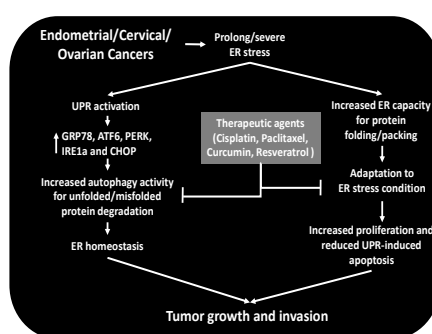 Endometrial/Cervical/
Ovarian Cancers
Prolong/severe
ER stress
UPR activation
GRP78, ATF6, PERK,
IRE1a and CHOP
Increased autophagy activity
for unfolded/misfolded
protein degradation
ER homeostasis
Therapeutic agents
(Cisplatin, Paclitaxel,
Curcumin, Resveratrol )
Increased ER capacity
for protein
folding/packing
Adaptation to
ER stress condition
Increased proliferation and
reduced UPR-induced
apoptosis
Tumor growth and invasion